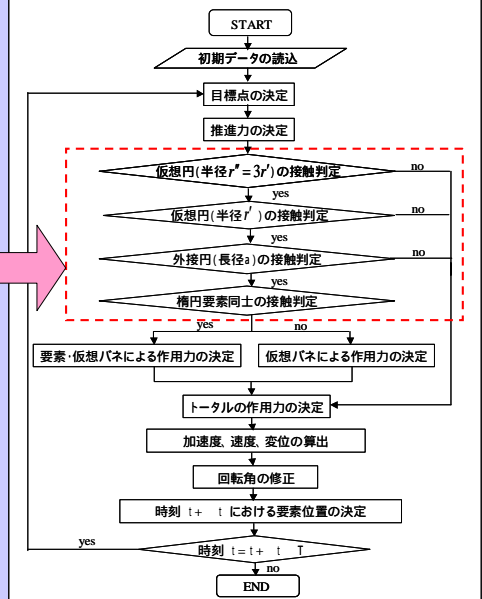 START
初期データの読込
目標点の決定
推進力の決定
仮想円(半径r″=3r′)の接触判定
no
yes
仮想円(半径r′ )の接触判定
no
yes
外接円(長径a)の接触判定
no
yes
楕円要素同士の接触判定
yes
no
要素・仮想バネによる作用力の決定
仮想バネによる作用力の決定
トータルの作用力の決定
加速度、速度、変位の算出
回転角の修正
時刻 t+ t における要素位置の決定
yes
時刻 t=t+ t T
no
END